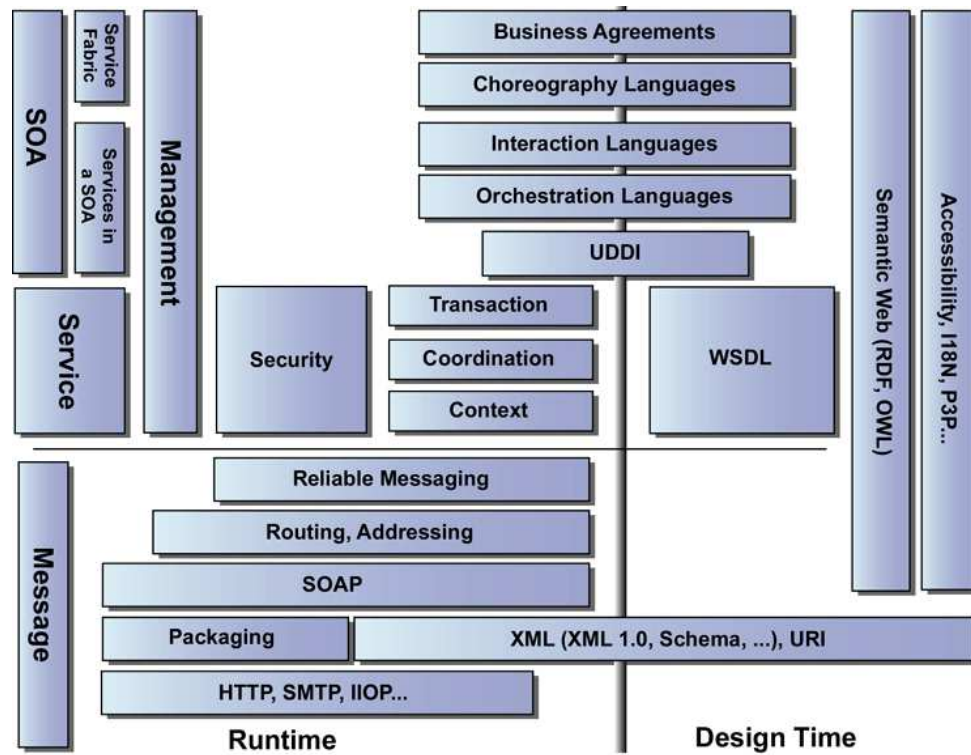 SOA
Service
Fabric
Services in
a SOA
Management
Service
Security
Business Agreements
Choreography Languages
Interaction Languages
Orchestration Languages
UDDI
Transaction
Coordination
Context
WSDL
Semantic Web (RDF, OWL)
Accessibility, I18N, P3P...
Message
Reliable Messaging
Routing, Addressing
SOAP
Packaging
XML (XML 1.0, Schema, ...), URI
HTTP, SMTP, IIOP...
Runtime
Design Time